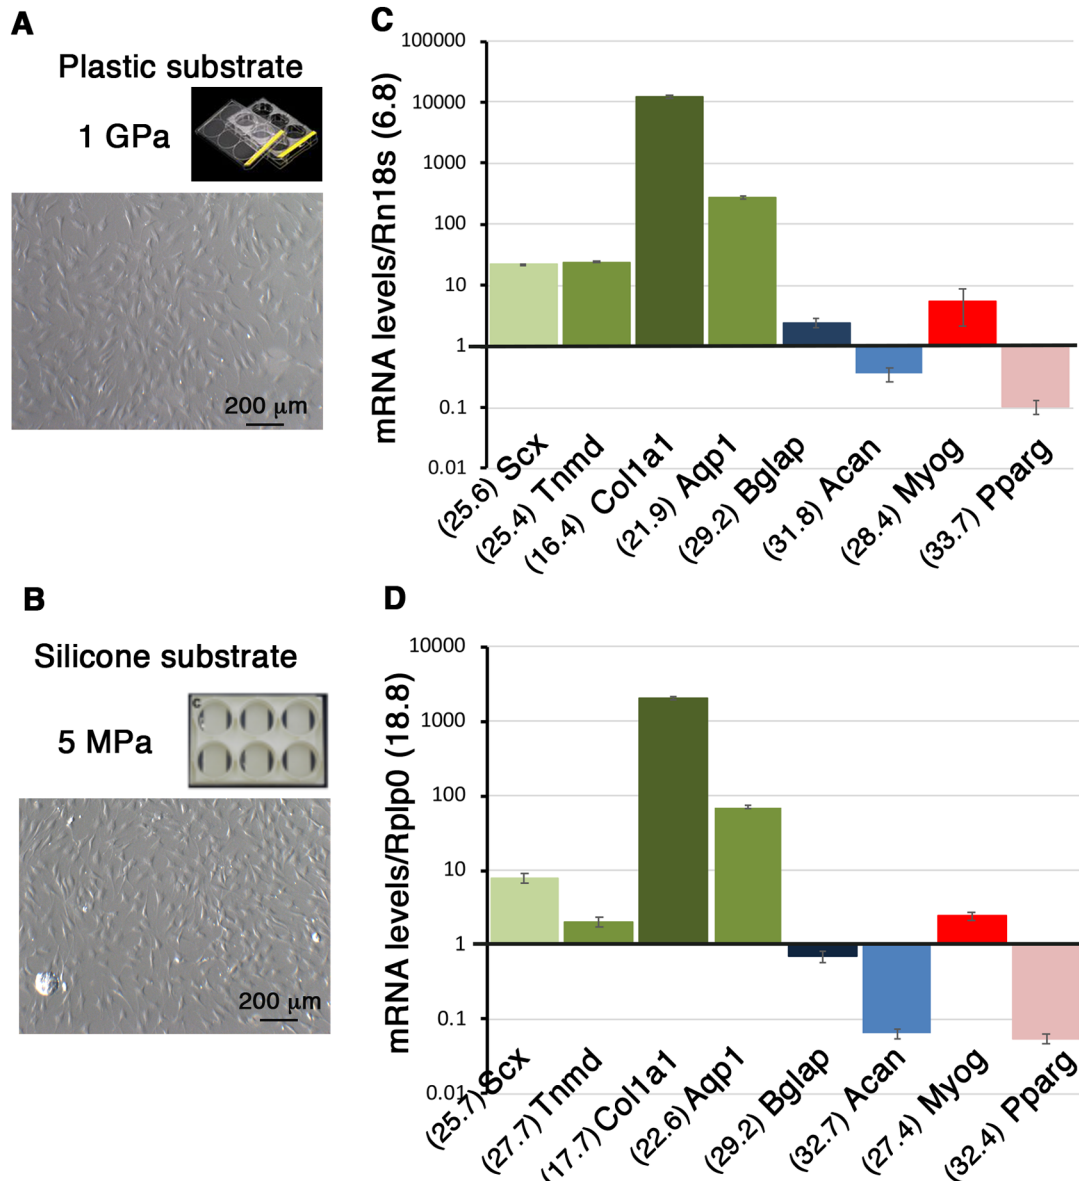 A
Plastic substrate
1 GPa
200 μm
C
mRNA levels/Rn18s (6.8)
100000
10000
1000
100
10
1
0.1
0.01
(25.6) Scx
(25.4) Tnmd
(16.4) Col1a1
(21.9) Aqp1
(29.2) Bglap
(31.8) Acan
(28.4) Myog
(33.7) Pparg
B
Silicone substrate
C
5 MPa
200 μm
D
mRNA levels/Rplp0 (18.8)
10000
1000
100
10
1
0.1
0.01
(25.7) Scx
(27.7) Tnmd
(17.7) Col1a1
(22.6) Aqp1
(29.2) Bglap
(32.7) Acan
(27.4) Myog
(32.4) Pparg